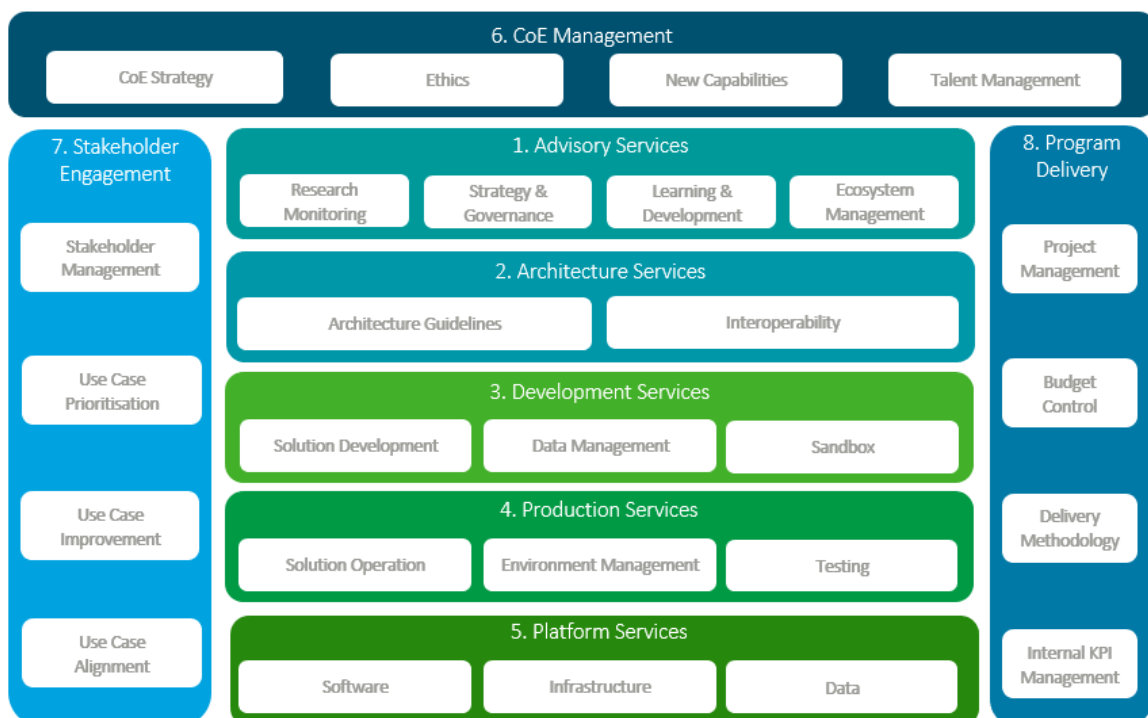 6. CoE Management
CoE Strategy
Ethics
New Capabilities
Talent Management
7. Stakeholder
Engagement
Stakeholder
Management
Use Case
Prioritisation
Use Case
Improvement
Use Case
Alignment
1. Advisory Services
Research
Monitoring
Strategy &
Governance
Learning &
Development
Ecosystem
Management
2. Architecture Services
Architecture Guidelines
Interoperability
3. Development Services
Solution Development
Data Management
Sandbox
4. Production Services
Solution Operation
Environment Management
Testing
5. Platform Services
Software
Infrastructure
Data
8. Program
Delivery
Project
Management
Budget
Control
Delivery
Methodology
Internal KPI
Management